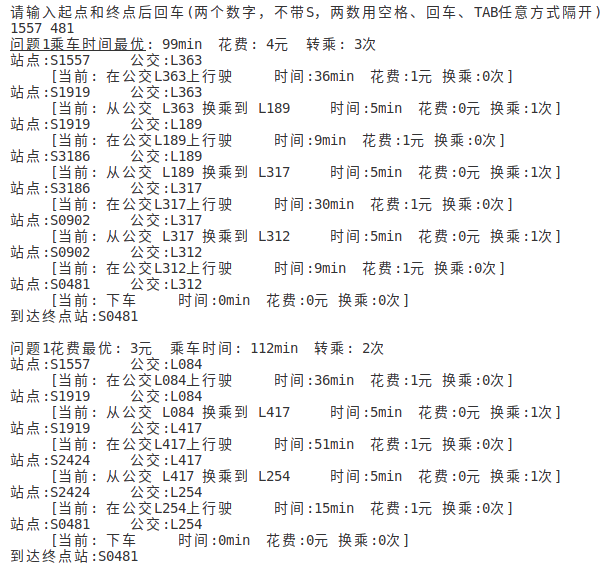 请输入起点和终点后回车(两个数字，不带S，两数用空格、回车、TAB任意方式隔开)
1557 481
问题1乘车时间最优: 99min  花费: 4元  转乘: 3次
站点:S1557     公交:L363
     [当前: 在公交L363上行驶     时间:36min  花费:1元 换乘:0次]
站点:S1919     公交:L363
     [当前: 从公交 L363 换乘到 L189     时间:5min  花费:0元 换乘:1次]
站点:S1919     公交:L189
     [当前: 在公交L189上行驶     时间:9min  花费:1元 换乘:0次]
站点:S3186     公交:L189
     [当前: 从公交 L189 换乘到 L317     时间:5min  花费:0元 换乘:1次]
站点:S3186     公交:L317
     [当前: 在公交L317上行驶     时间:30min  花费:1元 换乘:0次]
站点:S0902     公交:L317
     [当前: 从公交 L317 换乘到 L312     时间:5min  花费:0元 换乘:1次]
站点:S0902     公交:L312
     [当前: 在公交L312上行驶     时间:9min  花费:1元 换乘:0次]
站点:S0481     公交:L312
     [当前: 下车     时间:0min  花费:0元 换乘:0次]
到达终点站:S0481

问题1花费最优: 3元  乘车时间: 112min  转乘: 2次
站点:S1557     公交:L084
     [当前: 在公交L084上行驶     时间:36min  花费:1元 换乘:0次]
站点:S1919     公交:L084
     [当前: 从公交 L084 换乘到 L417     时间:5min  花费:0元 换乘:1次]
站点:S1919     公交:L417
     [当前: 在公交L417上行驶     时间:51min  花费:1元 换乘:0次]
站点:S2424     公交:L417
     [当前: 从公交 L417 换乘到 L254     时间:5min  花费:0元 换乘:1次]
站点:S2424     公交:L254
     [当前: 在公交L254上行驶     时间:15min  花费:1元 换乘:0次]
站点:S0481     公交:L254
     [当前: 下车     时间:0min  花费:0元 换乘:0次]
到达终点站:S0481